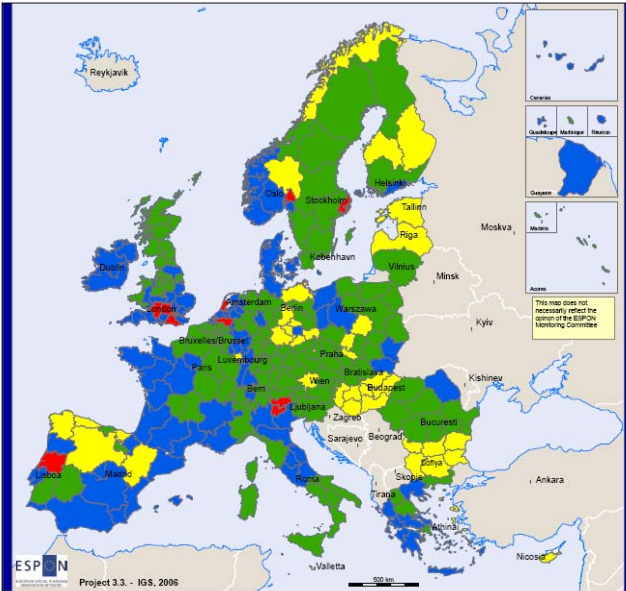 Reykjavik
Canarias
Guadeloupe Martinique Réunion
Guayane
Madeira
Acores
This map does not
necessarily reflect the
opinion of the ESPON
Monitoring Committee
Oslo
Helsinki
Stockholm
Tallinn
Riga
Moskva
København
Vilnius
Minsk
Dublin
London
Amsterdam
Berlin
Warszawa
Kyiv
Bruxelles/Brussel
Luxembourg
Praha
Paris
Wien
Bratislava
Budapest
Kishinev
Bern
Ljubljana
Zagreb
Bucuresti
Sarajevo
Beograd
Sofiya
Skopje
Madrid
Lisboa
Roma
Tirana
Ankara
Athinai
Nicosia
Valletta
ESPON
Project 3.3. - IGS, 2006
500 km